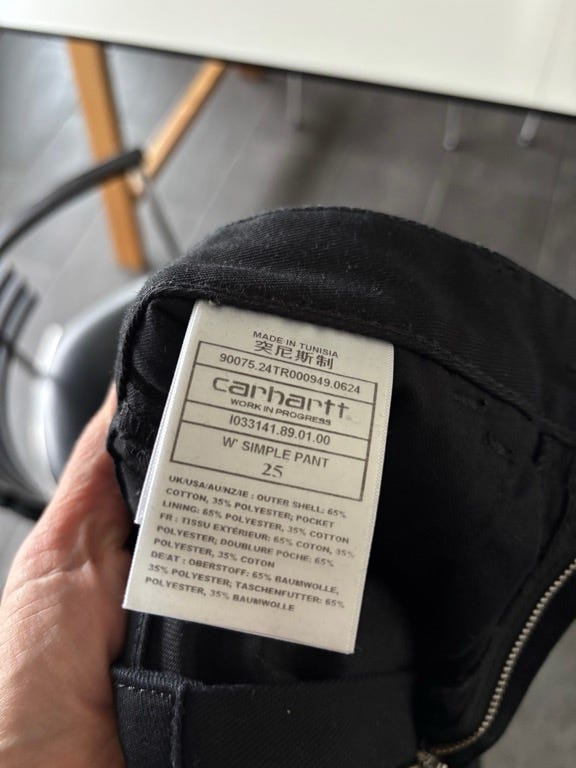 MADE IN TUNISIA
突尼斯制
90075.24TR000949.0624
carhartt
WORK IN PROGRESS
I033141.89.01.00
W' SIMPLE PANT
25
UK/USA/AU/NZ/IE : OUTER SHELL: 65%
COTTON, 35% POLYESTER; POCKET
LINING: 65% POLYESTER, 35% COTTON
FR : TISSU EXTÉRIEUR: 65% COTON, 35%
POLYESTER; DOUBLURE POCHE: 65%
POLYESTER, 35% COTON
DE/AT : OBERSTOFF: 65% BAUMWOLLE,
35% POLYESTER; TASCHENFUTTER: 65%
POLYESTER, 35% BAUMWOLLE